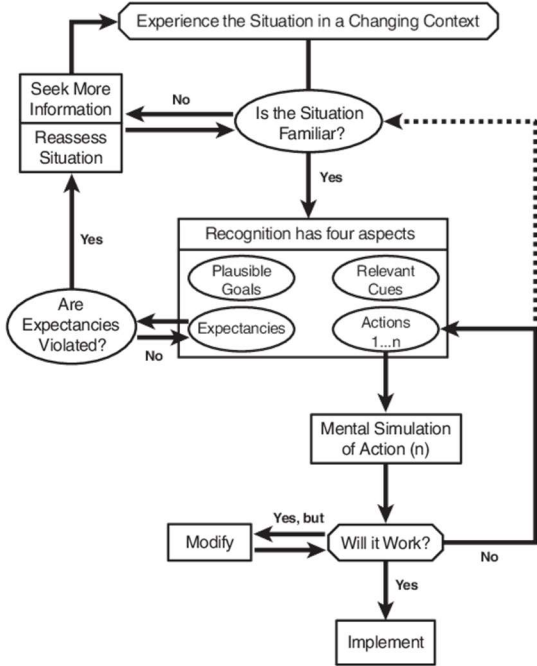 Experience the Situation in a Changing Context
Seek More
Information
Reassess
Situation
No
Is the Situation
Familiar?
Yes
Yes
Recognition has four aspects
Plausible
Goals
Relevant
Cues
Are
Expectancies
Violated?
No
Expectancies
Actions
1...n
Mental Simulation
of Action (n)
Yes, but
Modify
Will it Work?
No
Yes
Implement